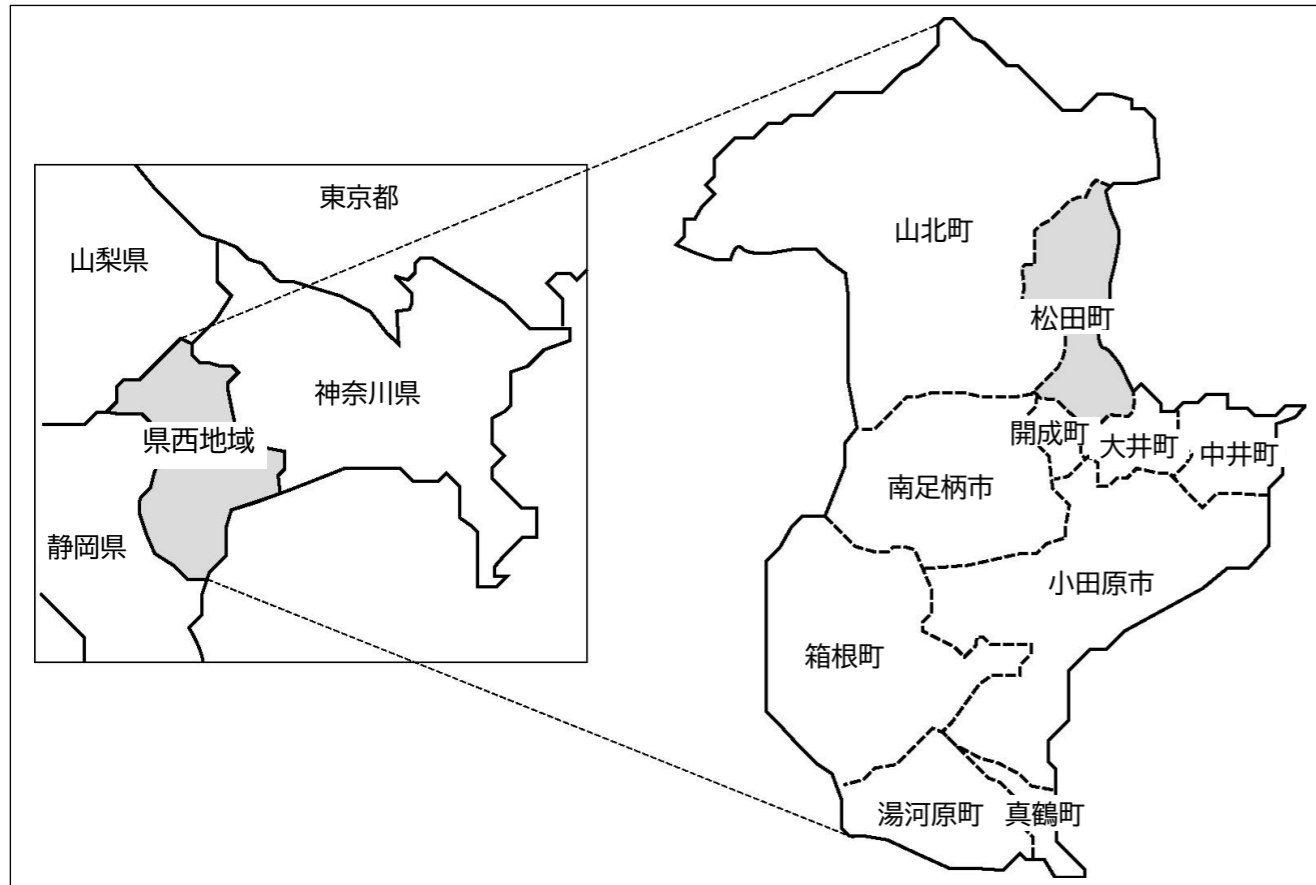 東京都
山梨県
神奈川県
県西地域
静岡県
山北町
松田町
開成町
大井町
中井町
南足柄市
小田原市
箱根町
湯河原町
真鶴町